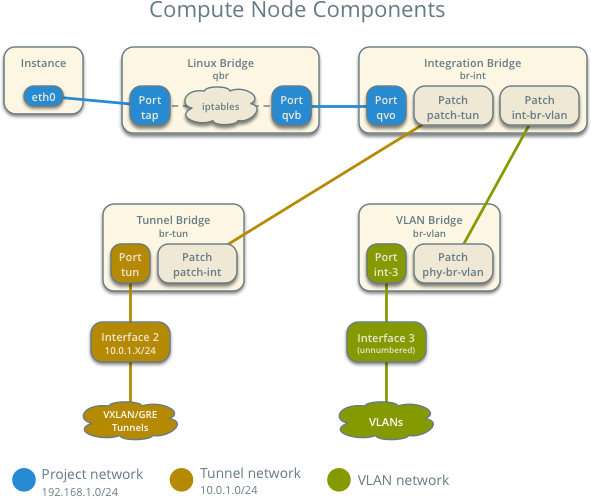 Compute Node Components
Instance
eth0
Linux Bridge
qbr
Port
tap
iptables
Port
qvb
Integration Bridge
br-int
Port
qvo
Patch
patch-tun
Patch
int-br-vlan
Tunnel Bridge
br-tun
Port
tun
Patch
patch-int
VLAN Bridge
br-vlan
Port
int-3
Patch
phy-br-vlan
Interface 2
10.0.1.X/24
Interface 3
(unnumbered)
VXLAN/GRE
Tunnels
VLANs
Project network
192.168.1.0/24
Tunnel network
10.0.1.0/24
VLAN network